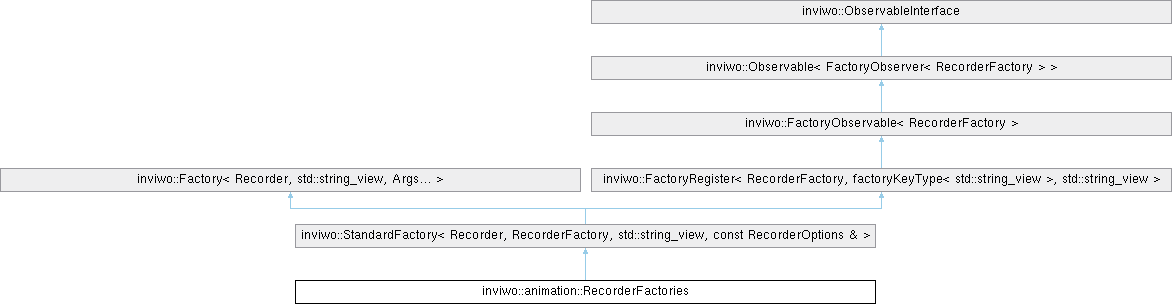 inviwo::ObservableInterface
inviwo::Observable< FactoryObserver< RecorderFactory > >
inviwo::FactoryObservable< RecorderFactory >
inviwo::Factory< Recorder, std::string_view, Args... >
inviwo::FactoryRegister< RecorderFactory, factoryKeyType< std::string_view >, std::string_view >
inviwo::StandardFactory< Recorder, RecorderFactory, std::string_view, const RecorderOptions & >
inviwo::animation::RecorderFactories